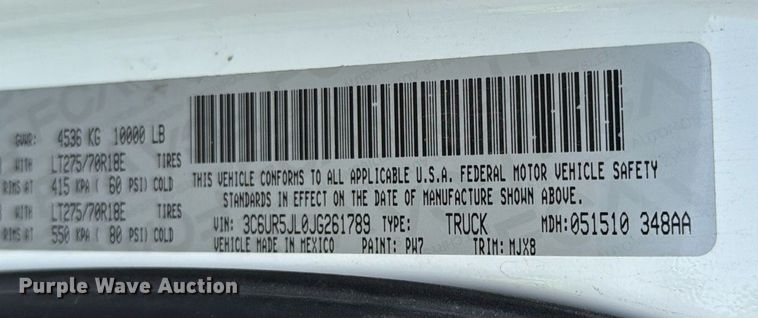 GVWR: 4536 KG 10000 LB
WITH LT275/70R18E TIRES
RIMS AT 415 KPA ( 60 PSI) COLD
WITH LT275/70R18E TIRES
RIMS AT 550 KPA ( 80 PSI) COLD
THIS VEHICLE CONFORMS TO ALL APPLICABLE U.S.A. FEDERAL MOTOR VEHICLE SAFETY
STANDARDS IN EFFECT ON THE DATE OF MANUFACTURE SHOWN ABOVE.
VIN: 3C6UR5JL0JG261789 TYPE: TRUCK MDH: 051510 348AA
VEHICLE MADE IN MEXICO PAINT: PW7 TRIM: MJX8
Purple Wave Auction